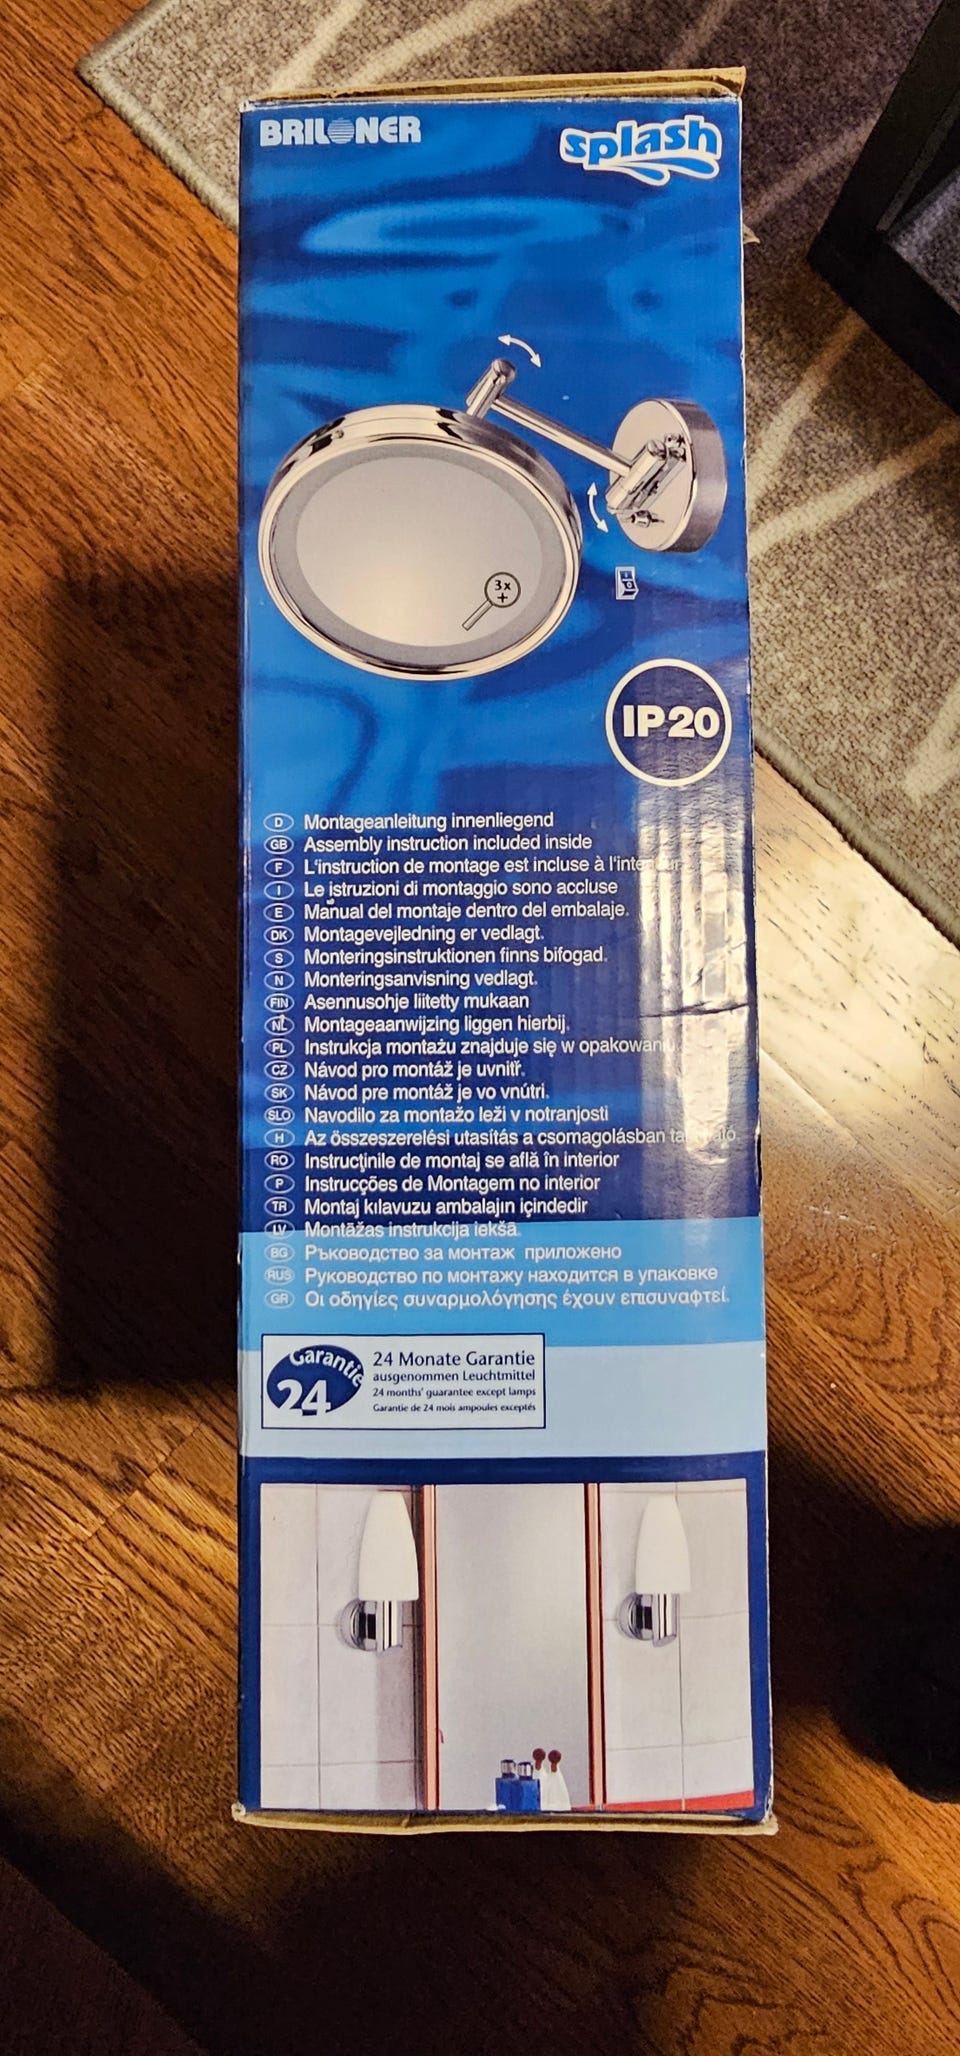 BRILONER
splash
3x
+
IP20
D Montageanleitung innenliegend
GB Assembly instruction included inside
F L'instruction de montage est incluse à l'intérieur
I Le istruzioni di montaggio sono accluse
E Manual del montaje dentro del embalaje.
DK Montagevejledning er vedlagt.
S Monteringsinstruktionen finns bifogad.
N Monteringsanvisning vedlagt.
FIN Asennusohje liitetty mukaan
NL Montageaanwijzing liggen hierbij.
PL Instrukcja montażu znajduje się w opakowaniu.
CZ Návod pro montáž je uvnitř.
SK Návod pre montáž je vo vnútri.
SLO Navodilo za montažo leži v notranjosti
H Az összeszerelési utasítás a csomagolásban található.
RO Instrucţinile de montaj se află în interior
P Instrucções de Montagem no interior
TR Montaj kılavuzu ambalajın içindedir
LV Montāžas instrukcija iekšā.
BG Ръководство за монтаж приложено
RUS Руководство по монтажу находится в упаковке
GR Οι οδηγίες συναρμολόγησης έχουν επισυναφτεί.
Garantie
24
24 Monate Garantie
ausgenommen Leuchtmittel
24 months' guarantee except lamps
Garantie de 24 mois ampoules exceptés